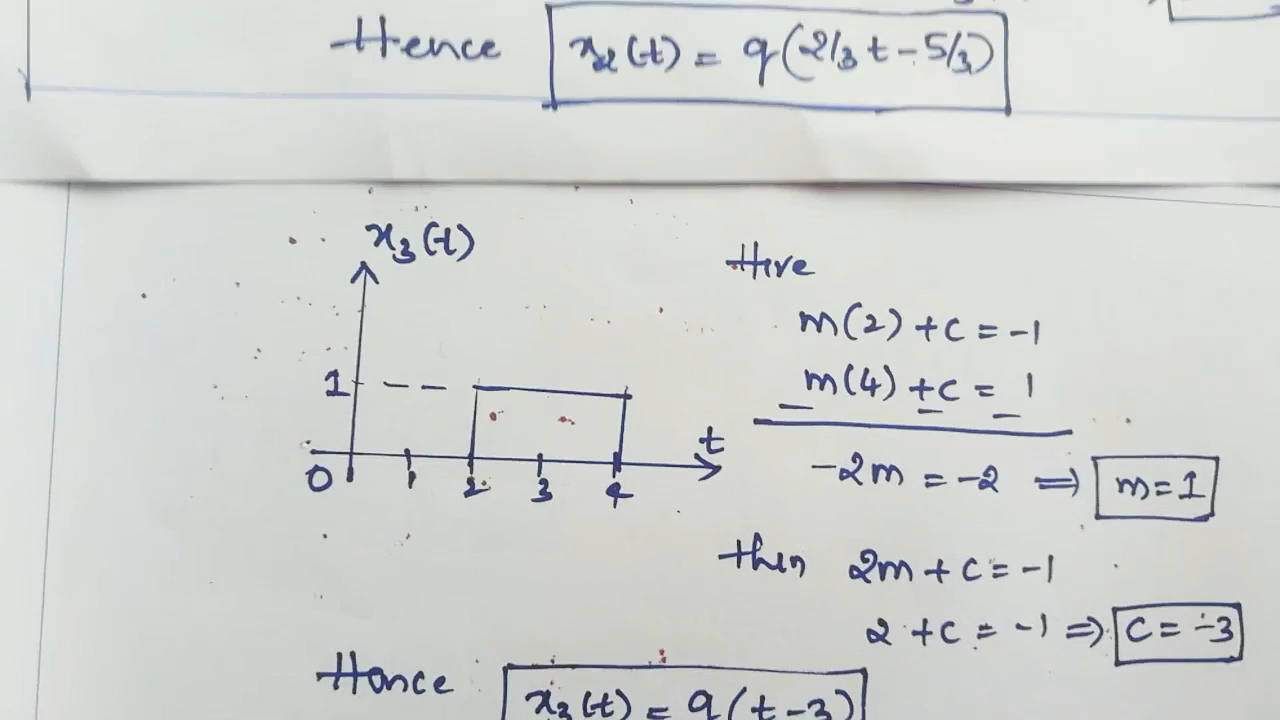 Hence x₂(t) = q(2/3 t - 5/3)
x₃(t)
Here
m(2) + c = -1
1
m(4) + c = 1
t
0 1 2 3 4
-2m = -2 ⇒ m = 1
then 2m + c = -1
2 + c = -1 ⇒ c = -3
Hence x₃(t) = q(t - 3)